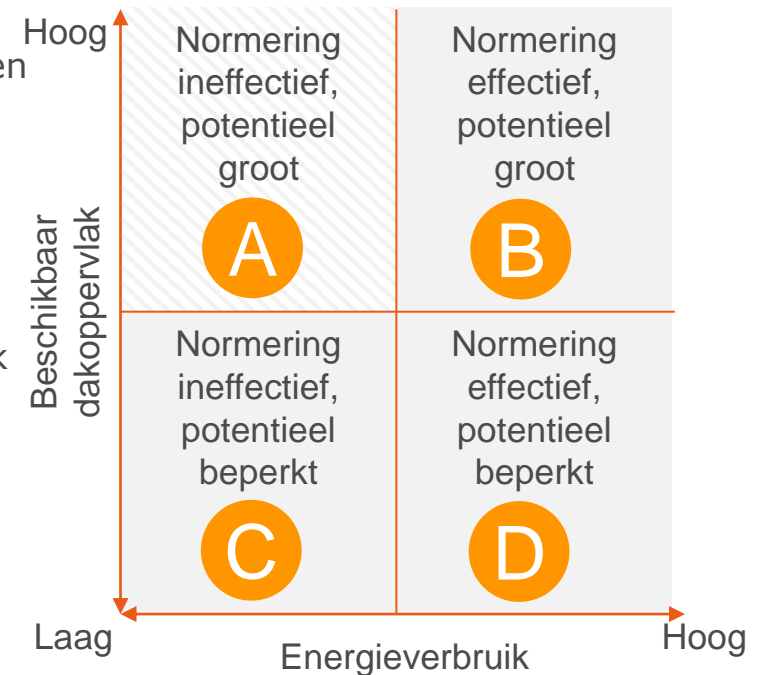 Hoog
en
Normering
ineffectief,
potentieel
groot
A
Normering
effectief,
potentieel
groot
B
Beschikbaar
dakoppervlak
k
Normering
ineffectief,
potentieel
beperkt
C
Normering
effectief,
potentieel
beperkt
D
Laag
Energieverbruik
Hoog